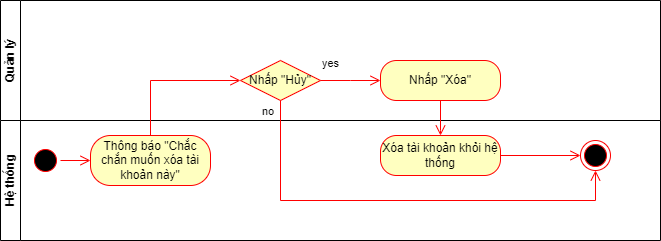 Quản lý
Nhấp "Hủy"
yes
Nhấp "Xóa"
no
Hệ thống
Thông báo "Chắc
chắn muốn xóa tài
khoản này"
Xóa tài khoản khỏi hệ
thống